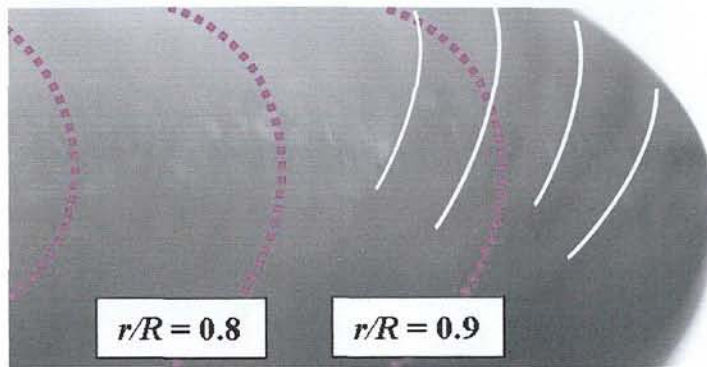 r/R = 0.8
r/R = 0.9